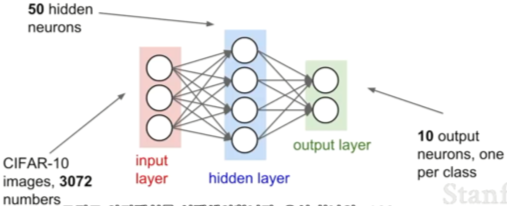 50 hidden
neurons
CIFAR-10
images, 3072
numbers
input
layer
hidden layer
output layer
10 output
neurons, one
per class
Stanf